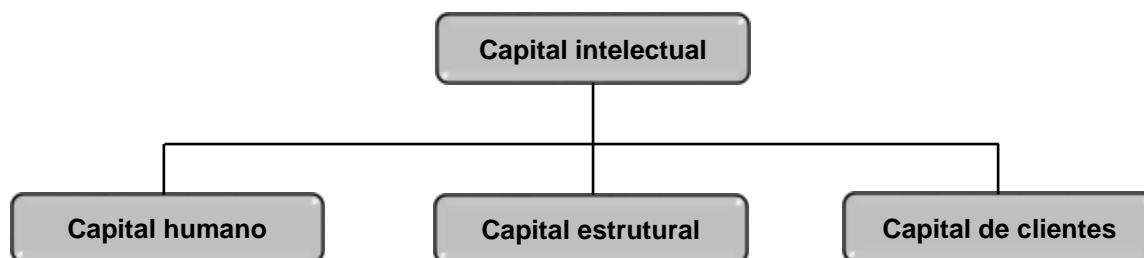 Capital intelectual
Capital humano
Capital estrutural
Capital de clientes